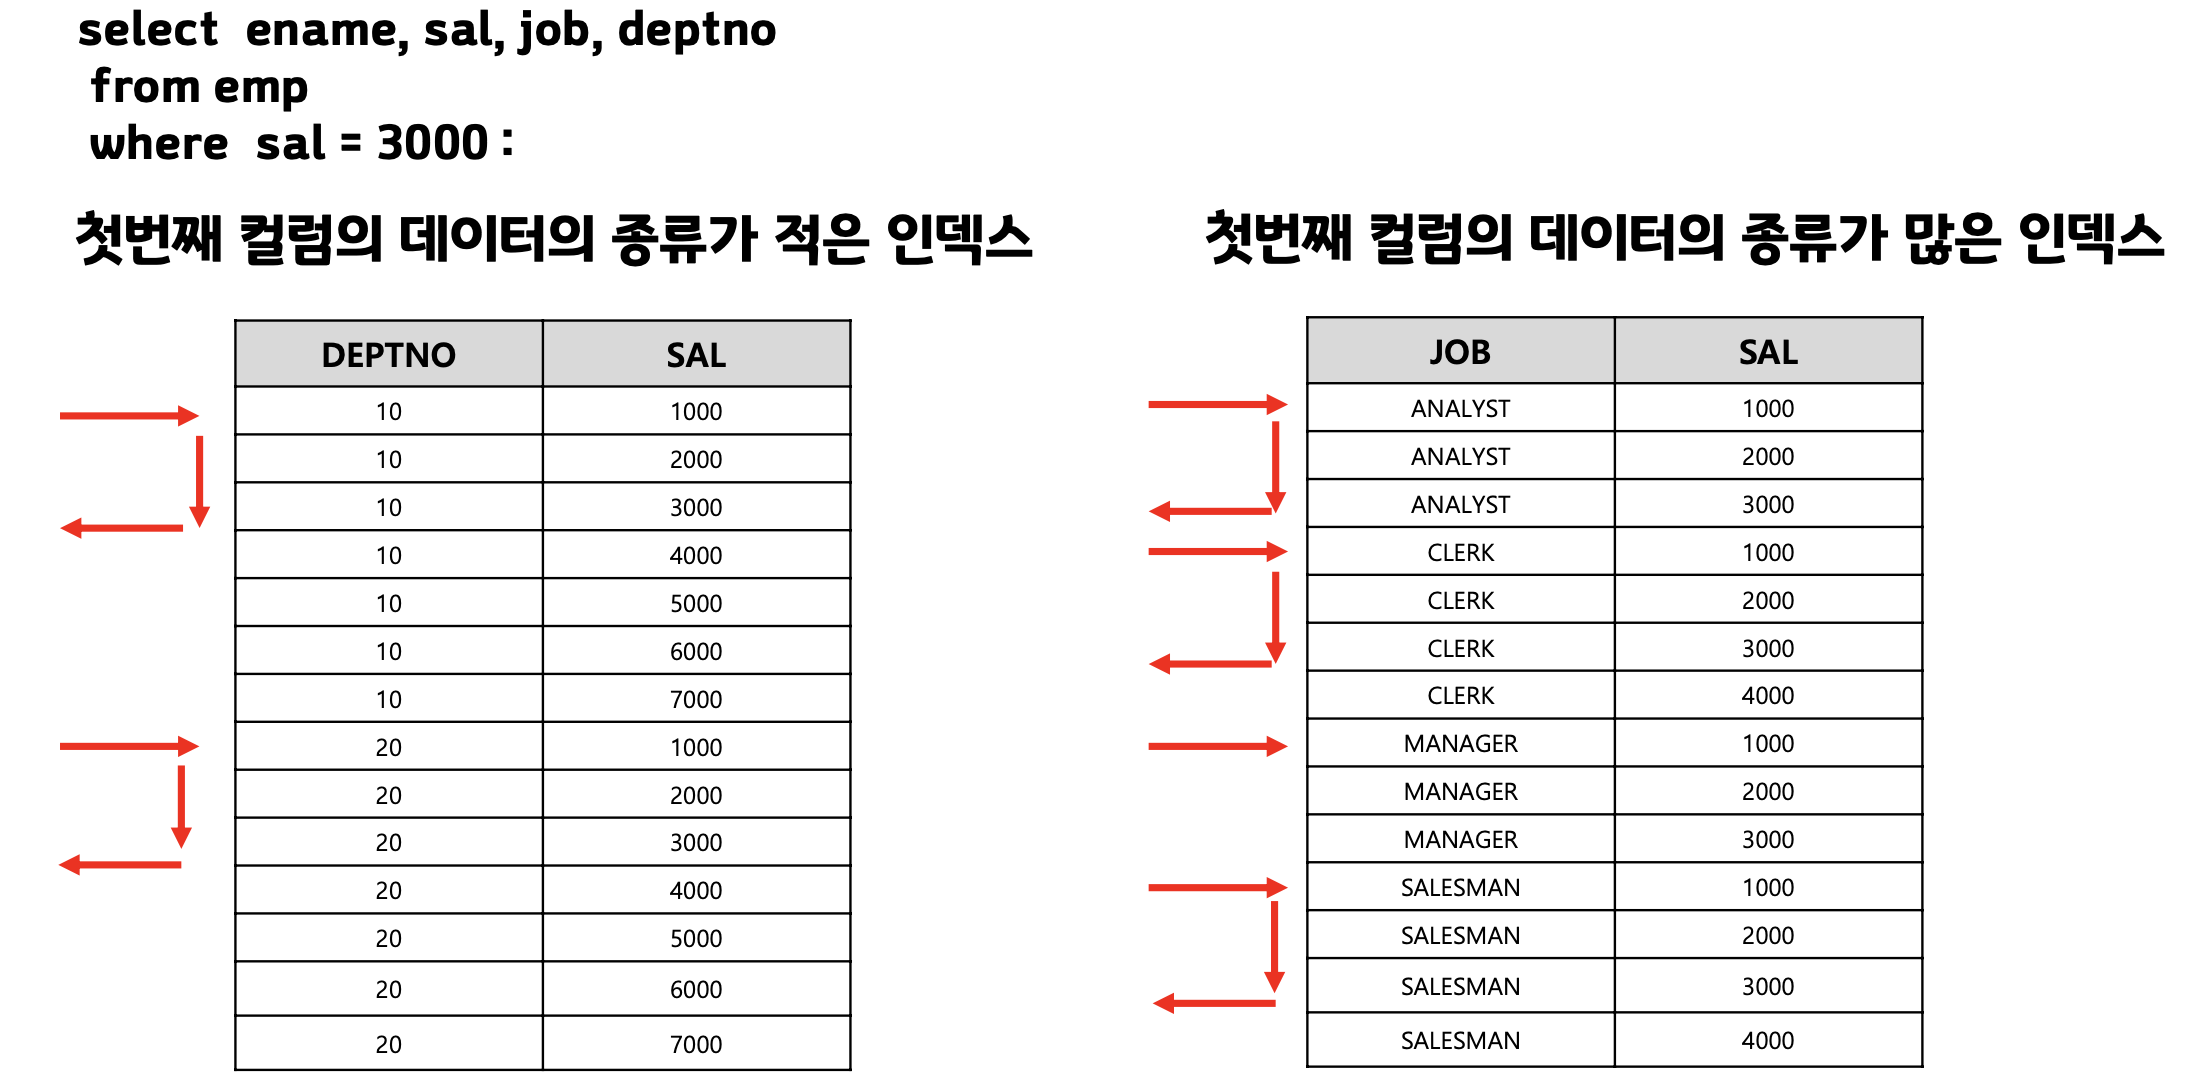 select ename, sal, job, deptno
from emp
where sal = 3000 :
첫번째 컬럼의 데이터의 종류가 적은 인덱스
DEPTNO SAL
10 1000
10 2000
10 3000
10 4000
10 5000
10 6000
10 7000
20 1000
20 2000
20 3000
20 4000
20 5000
20 6000
20 7000
첫번째 컬럼의 데이터의 종류가 많은 인덱스
JOB SAL
ANALYST 1000
ANALYST 2000
ANALYST 3000
CLERK 1000
CLERK 2000
CLERK 3000
CLERK 4000
MANAGER 1000
MANAGER 2000
MANAGER 3000
SALESMAN 1000
SALESMAN 2000
SALESMAN 3000
SALESMAN 4000